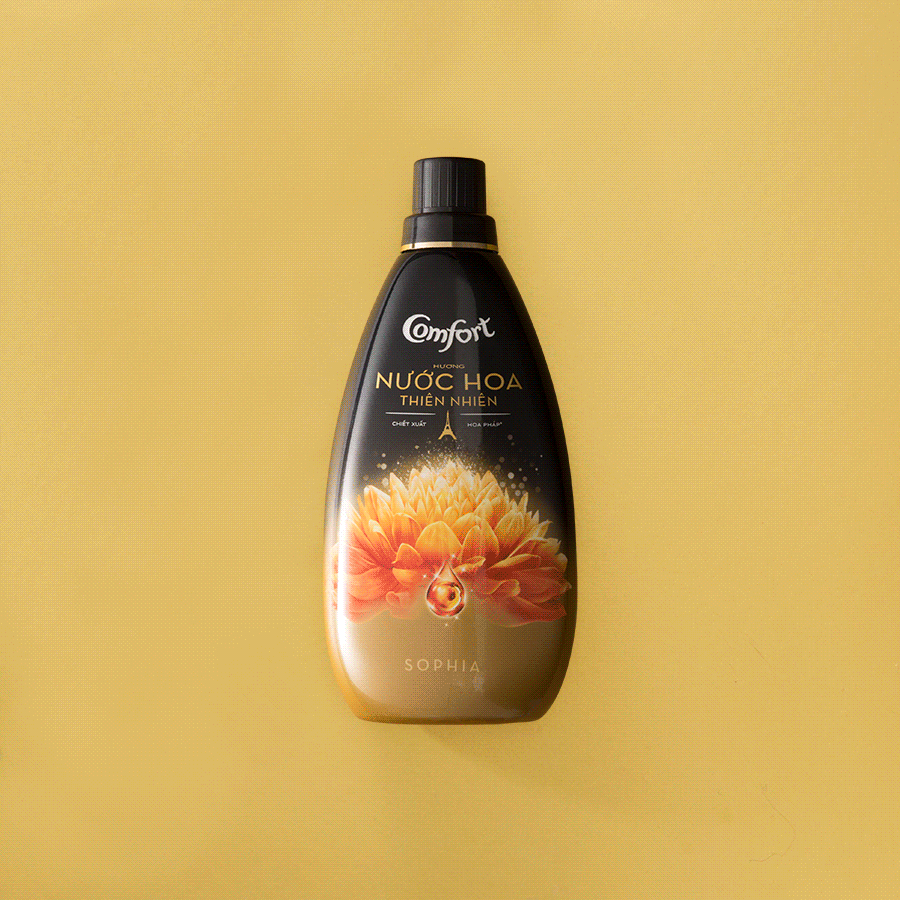 Comfort
HƯƠNG
NƯỚC HOA
THIÊN NHIÊN
CHIẾT XUẤT HOA PHÁP*
SOPHIA